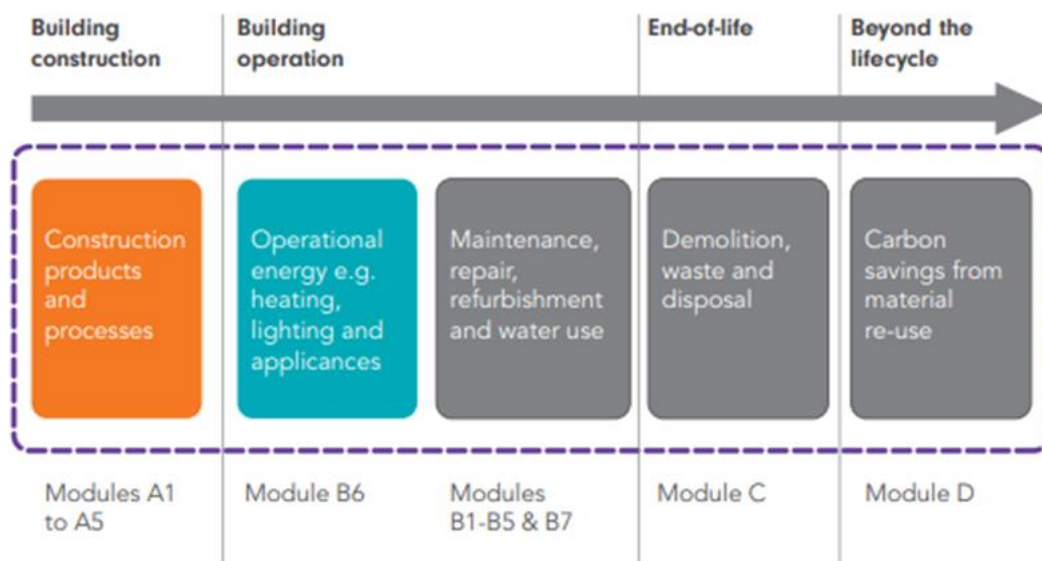 Building
construction
Building
operation
End-of-life
Beyond the
lifecycle
Construction
products
and
processes
Operational
energy e.g.
heating,
lighting and
applicances
Maintenance,
repair,
refurbishment
and water use
Demolition,
waste and
disposal
Carbon
savings from
material
re-use
Modules A1
to A5
Module B6
Modules
B1-B5 & B7
Module C
Module D